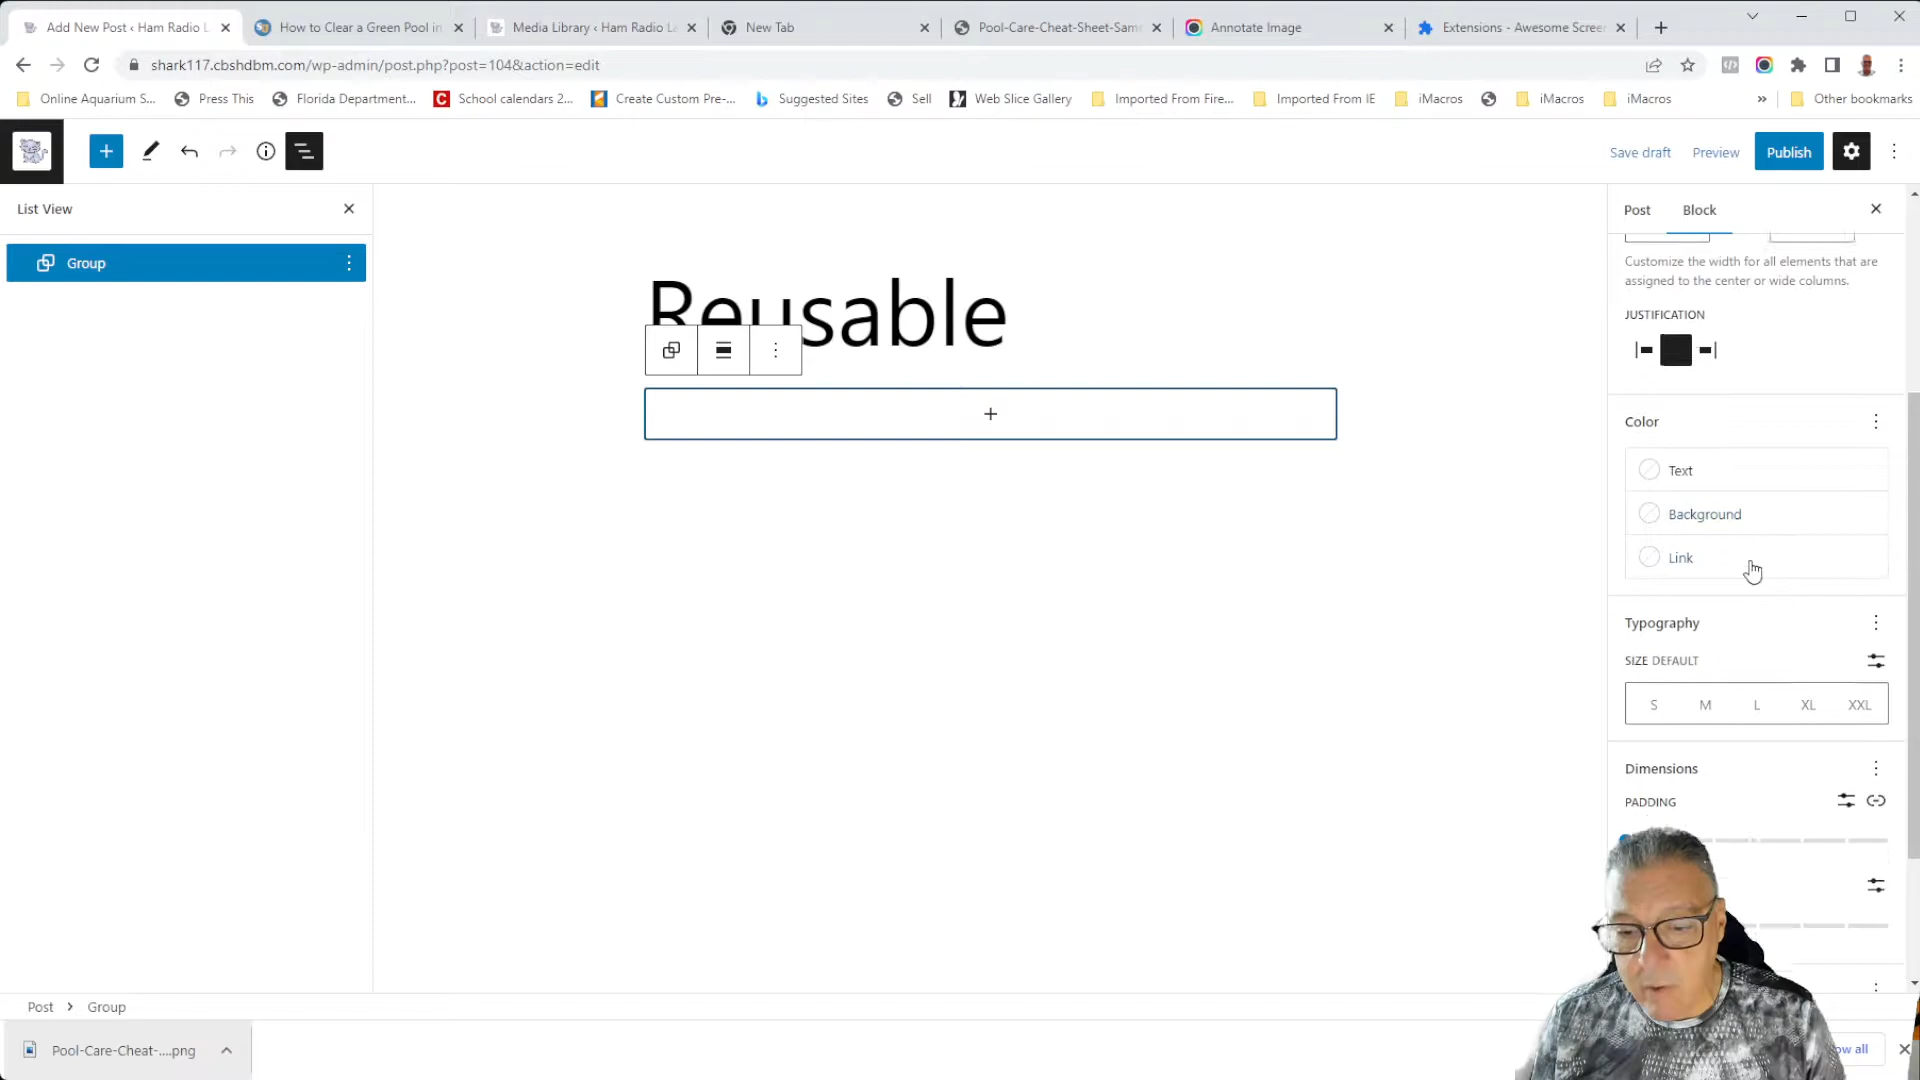 Add New Post ‹ Ham Radio L
How to Clear a Green Pool in
Media Library ‹ Ham Radio La
New Tab
Pool-Care-Cheat-Sheet-Same
Annotate Image
Extensions - Awesome Screen
shark117.cbshdbm.com/wp-admin/post.php?post=104&action=edit
Online Aquarium S...
Press This
Florida Department...
School calendars 2...
Create Custom Pre-...
Suggested Sites
Sell
Web Slice Gallery
Imported From Fire...
Imported From IE
iMacros
iMacros
iMacros
»
Other bookmarks
Save draft
Preview
Publish
List View
Group
Reusable
Post
Block
Customize the width for all elements that are
assigned to the center or wide columns.
JUSTIFICATION
Color
Text
Background
Link
Typography
SIZE DEFAULT
S M L XL XXL
Dimensions
PADDING
Post > Group
Pool-Care-Cheat-....png
ow all